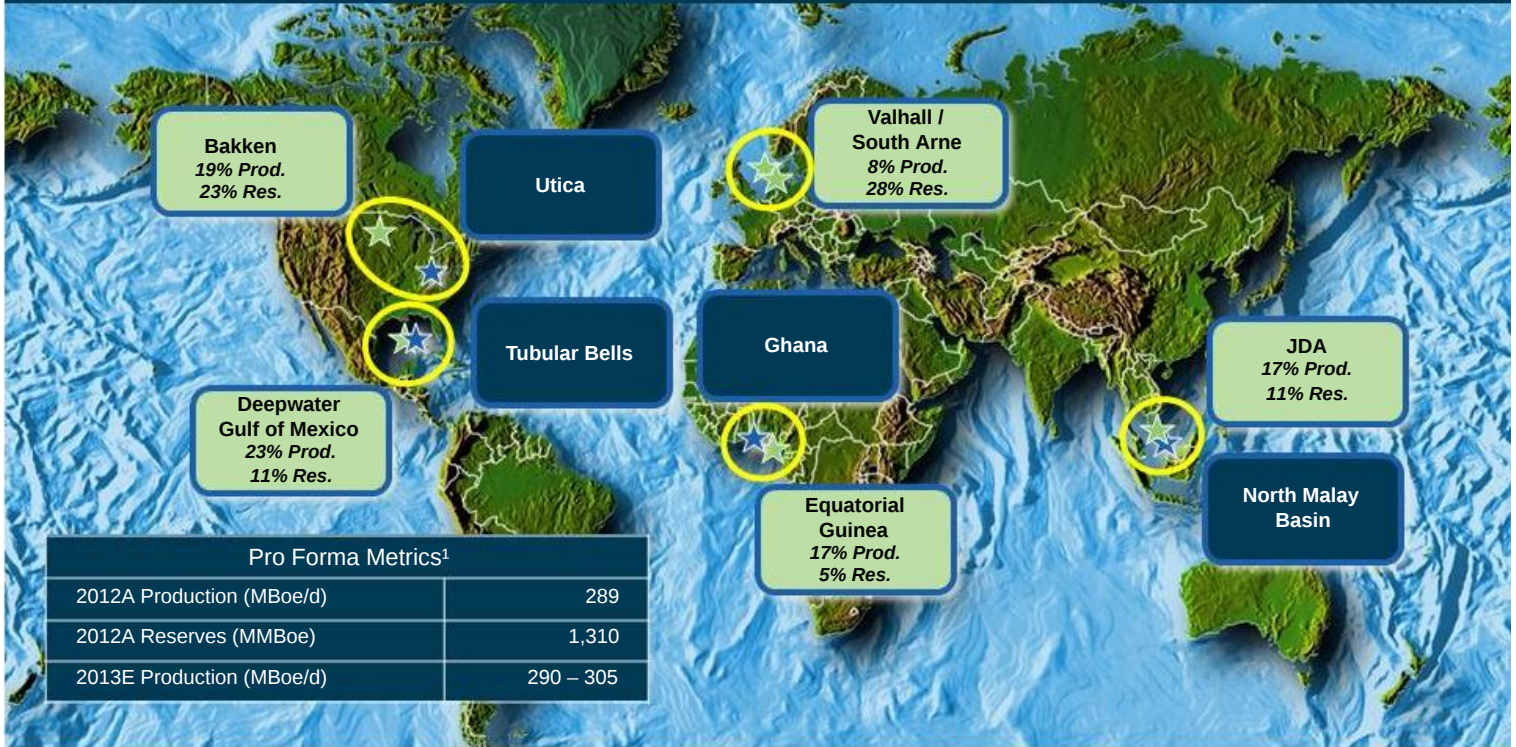 Bakken
19% Prod.
23% Res.
Utica
Valhall /
South Arne
8% Prod.
28% Res.
Tubular Bells
Ghana
JDA
17% Prod.
11% Res.
Deepwater
Gulf of Mexico
23% Prod.
11% Res.
Equatorial
Guinea
17% Prod.
5% Res.
North Malay
Basin
Pro Forma Metrics¹
2012A Production (MBoe/d) 289
2012A Reserves (MMBoe) 1,310
2013E Production (MBoe/d) 290 – 305